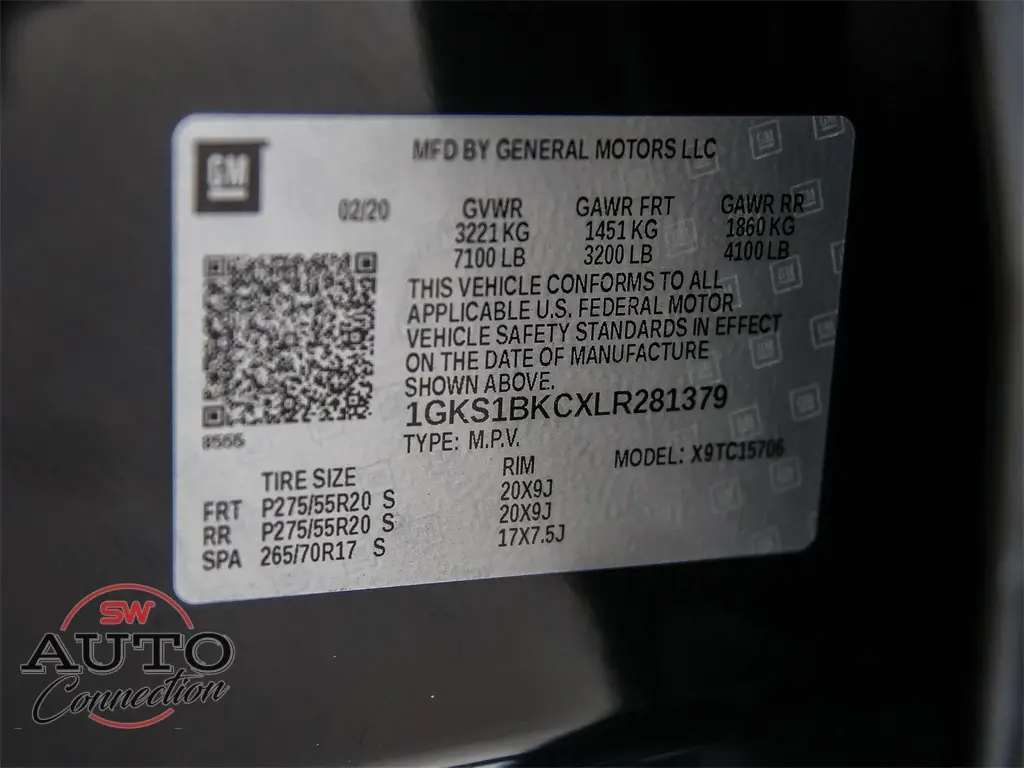 GM
MFD BY GENERAL MOTORS LLC
02/20 GVWR GAWR FRT GAWR RR
3221 KG 1451 KG 1860 KG
7100 LB 3200 LB 4100 LB
THIS VEHICLE CONFORMS TO ALL
APPLICABLE U.S. FEDERAL MOTOR
VEHICLE SAFETY STANDARDS IN EFFECT
ON THE DATE OF MANUFACTURE
SHOWN ABOVE.
1GKS1BKCXLR281379
TYPE: M.P.V. MODEL: X9TC15706
TIRE SIZE RIM
FRT P275/55R20 S 20X9J
RR P275/55R20 S 20X9J
SPA 265/70R17 S 17X7.5J
SW
AUTO
Connection